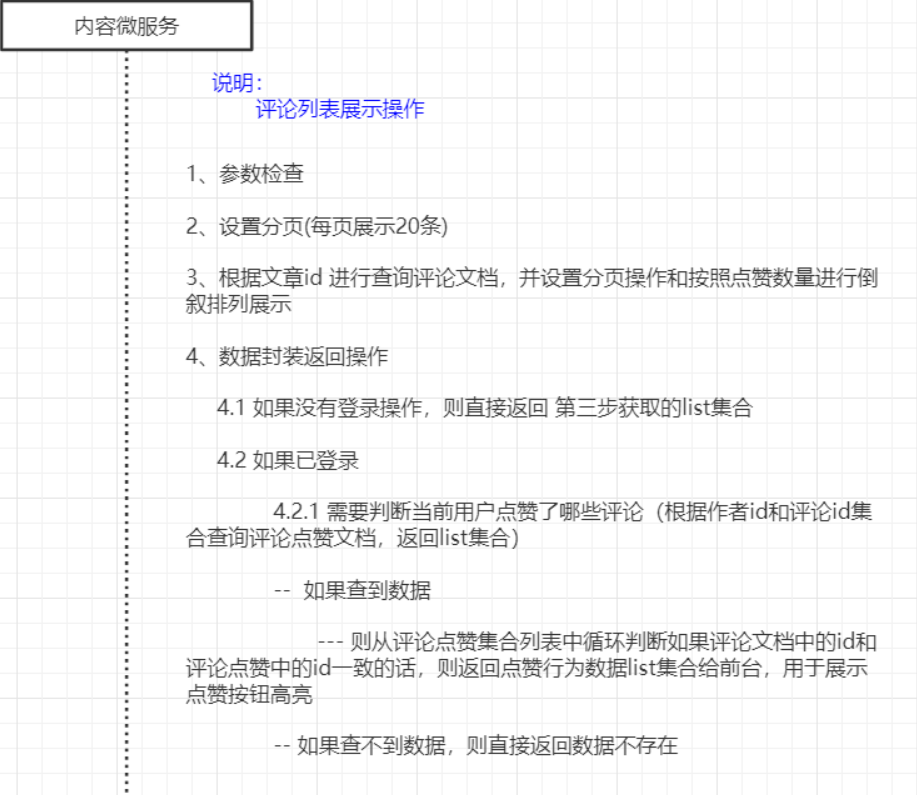 内容微服务
说明：
评论列表展示操作
1、参数检查
2、设置分页(每页展示20条)
3、根据文章id 进行查询评论文档，并设置分页操作和按照点赞数量进行倒
叙排列展示
4、数据封装返回操作
4.1 如果没有登录操作，则直接返回 第三步获取的list集合
4.2 如果已登录
4.2.1 需要判断当前用户点赞了哪些评论（根据作者id和评论id集
合查询评论点赞文档，返回list集合）
-- 如果查到数据
--- 则从评论点赞集合列表中循环判断如果评论文档中的id和
评论点赞中的id一致的话，则返回点赞行为数据list集合给前台，用于展示
点赞按钮高亮
-- 如果查不到数据，则直接返回数据不存在